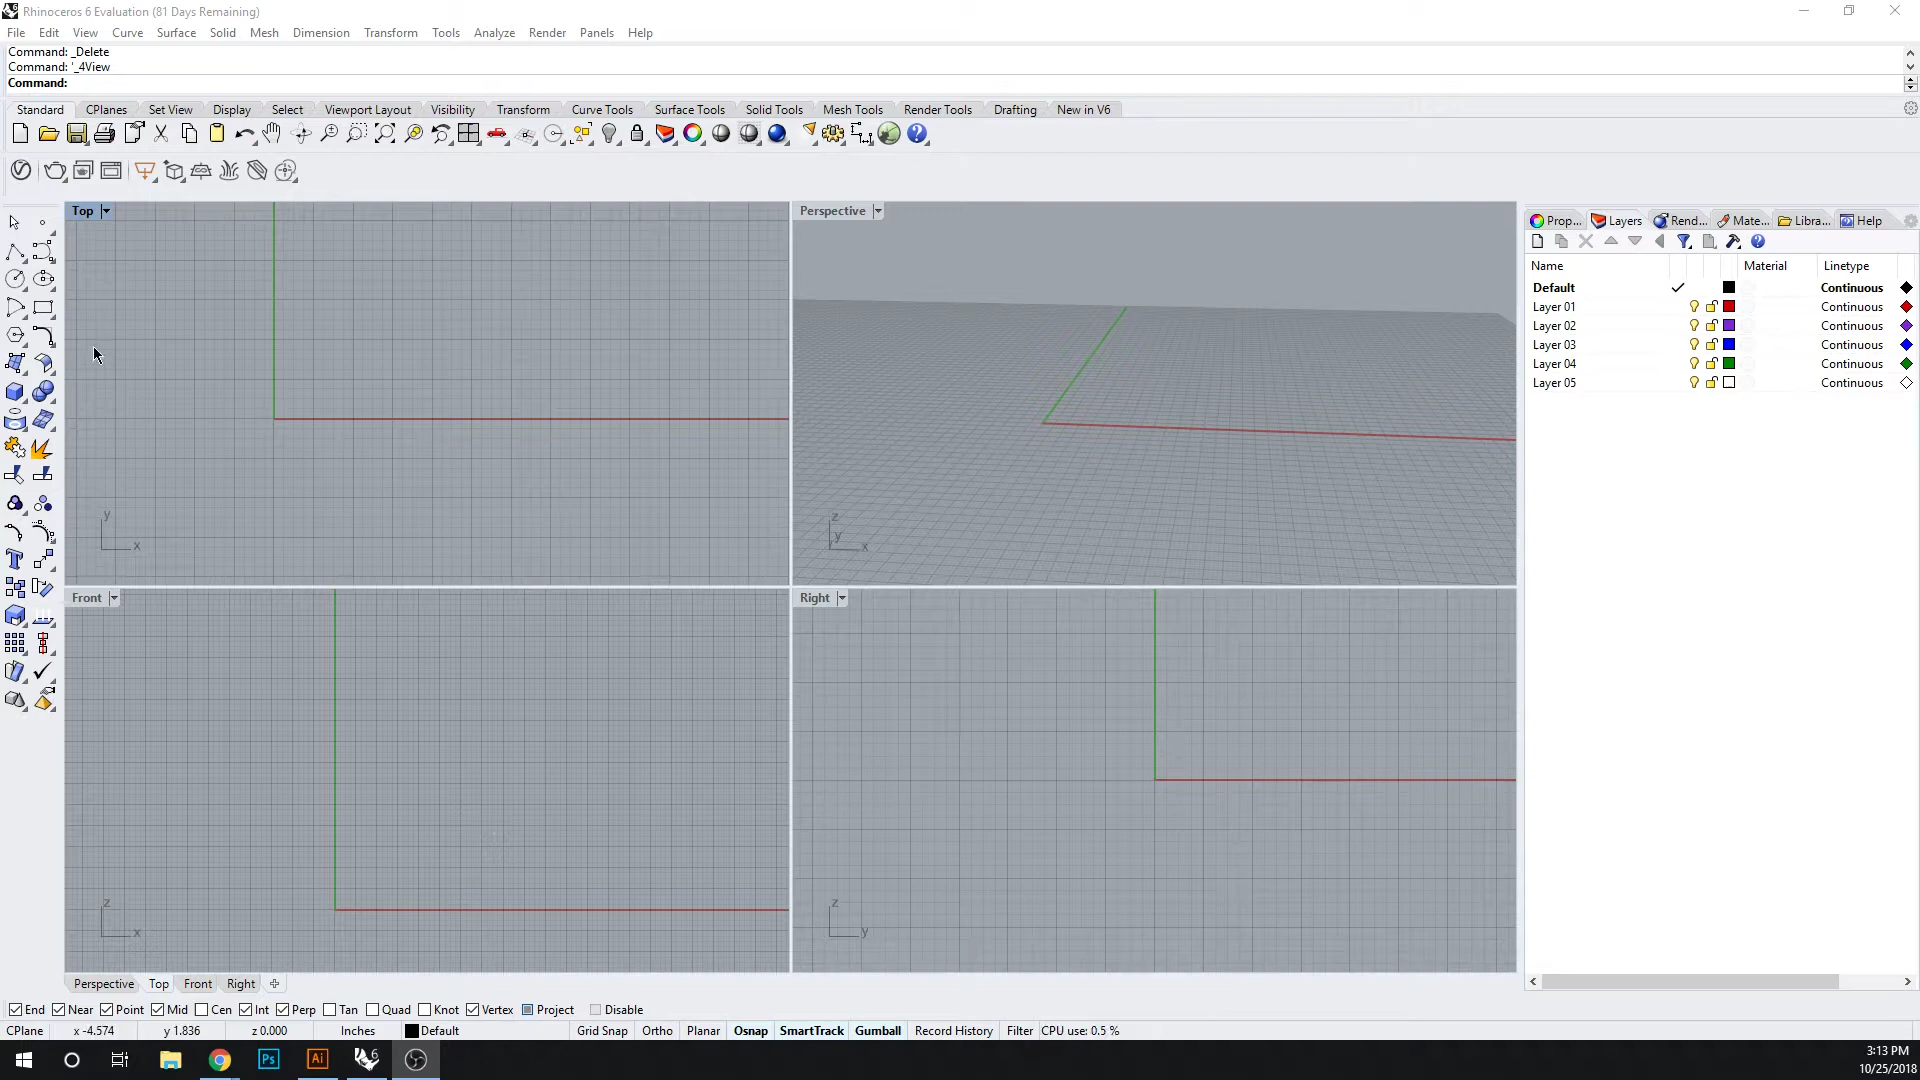 Rhinoceros 6 Evaluation (81 Days Remaining)
File Edit View Curve Surface Solid Mesh Dimension Transform Tools Analyze Render Panels Help
Command: _Delete
Command: '_4View
Command:
Standard CPlanes Set View Display Select Viewport Layout Visibility Transform Curve Tools Surface Tools Solid Tools Mesh Tools Render Tools Drafting New in V6
Top
Perspective
Prop... Layers Rend... Mate... Libra... Help
Name Material Linetype
Default Continuous
Layer 01 Continuous
Layer 02 Continuous
Layer 03 Continuous
Layer 04 Continuous
Layer 05 Continuous
y
x
z
y
x
Front
Right
z
x
z
y
Perspective Top Front Right
End Near Point Mid Cen Int Perp Tan Quad Knot Vertex Project Disable
CPlane x -4.574 y 1.836 z 0.000 Inches Default Grid Snap Ortho Planar Osnap SmartTrack Gumball Record History Filter CPU use: 0.5 %
Ps Ai 6
3:13 PM
10/25/2018